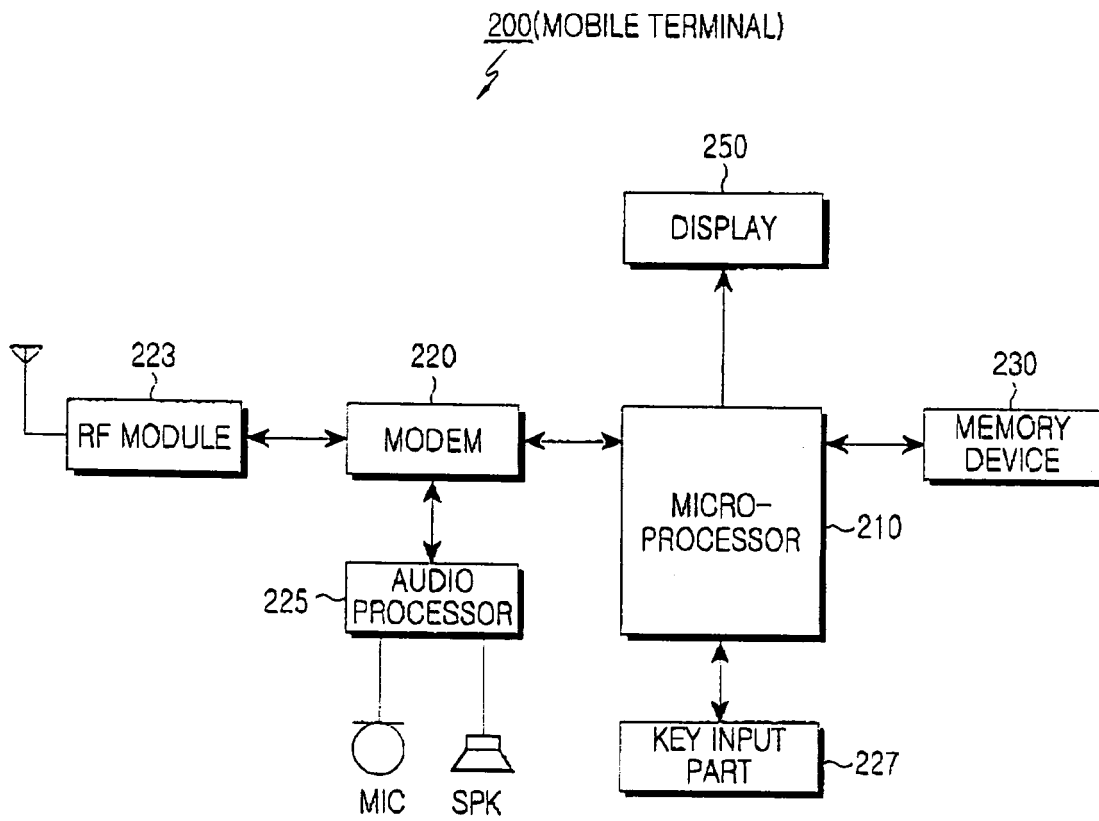 200(MOBILE TERMINAL)
250
DISPLAY
223
220
230
RF MODULE
MODEM
MEMORY
DEVICE
MICRO-
PROCESSOR
210
225
AUDIO
PROCESSOR
KEY INPUT
PART
227
MIC
SPK